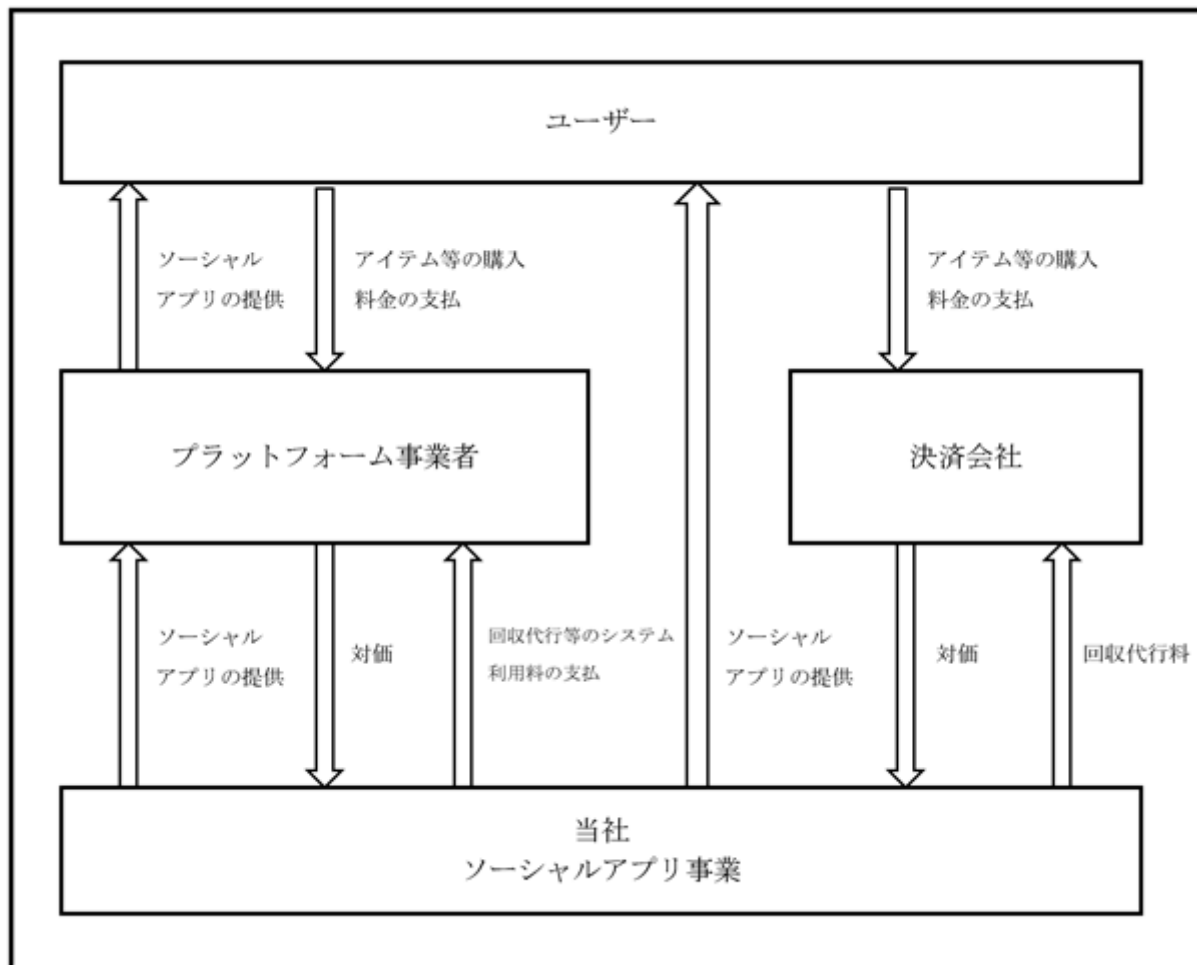 ユーザー
ソーシャル
アプリの提供
アイテム等の購入
料金の支払
アイテム等の購入
料金の支払
プラットフォーム事業者
決済会社
ソーシャル
アプリの提供
対価
回収代行等のシステム
利用料の支払
ソーシャル
アプリの提供
対価
回収代行料
当社
ソーシャルアプリ事業